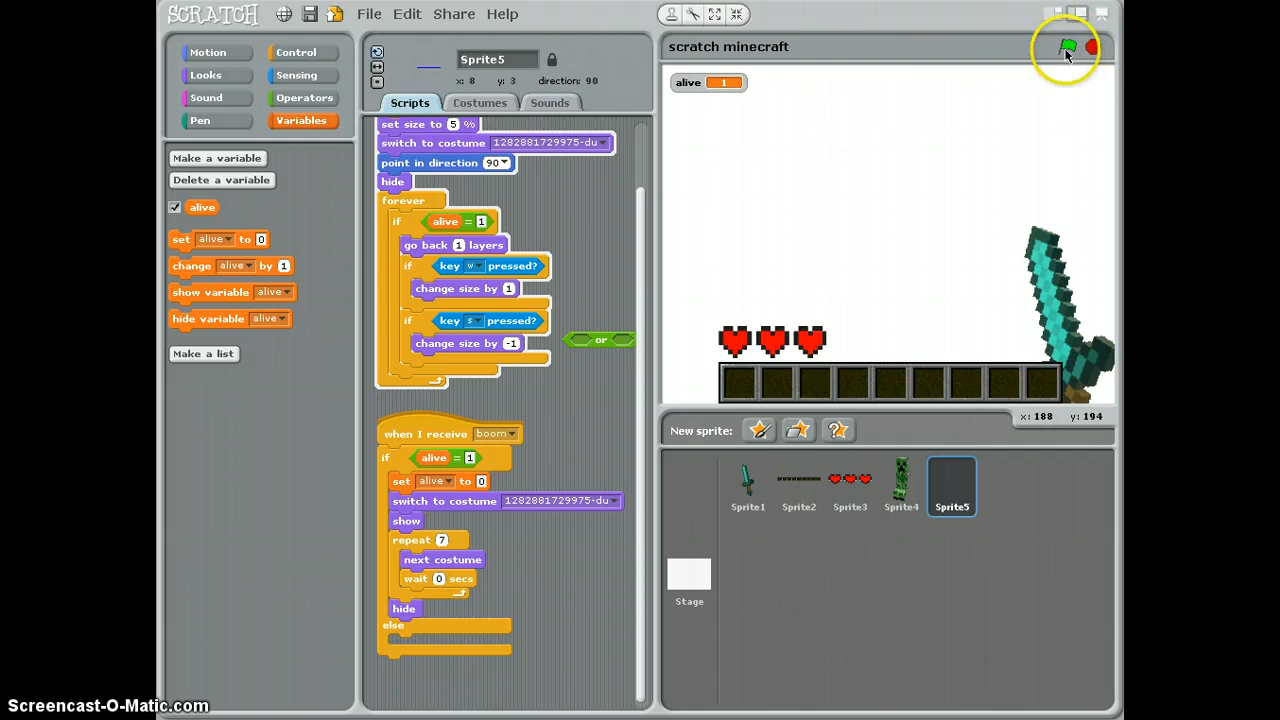 SCRATCH File Edit Share Help
Motion Control
Looks Sensing
Sound Operators
Pen Variables
Make a variable
Delete a variable
alive
set alive to 0
change alive by 1
show variable alive
hide variable alive
Make a list
Sprite5
x: 8 y: 3 direction: 90
Scripts Costumes Sounds
set size to 5 %
switch to costume 1282881729975-du
point in direction 90
hide
forever
if alive = 1
go back 1 layers
if key w pressed?
change size by 1
if key s pressed?
change size by -1
or
when I receive boom
if alive = 1
set alive to 0
switch to costume 1282881729975-du
show
repeat 7
next costume
wait 0 secs
hide
else
scratch minecraft
alive 1
x: 188 y: 194
New sprite:
Sprite1 Sprite2 Sprite3 Sprite4 Sprite5
Stage
Screencast-O-Matic.com